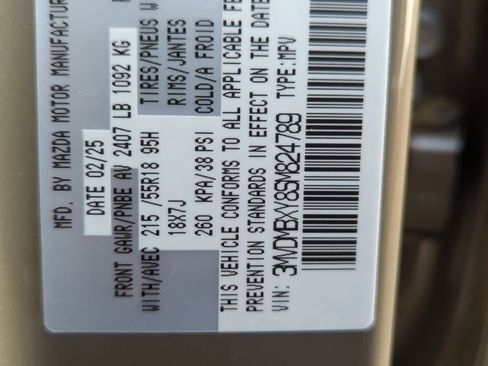 MFD. BY MAZDA MOTOR MANUFACTUR
DATE 02/25
FRONT GAWR/PNBE AV 2407 LB 1092 KG
WITH/AVEC 215 /55R18 95H TIRES/PNEUS W
18X7J RIMS/JANTES
260 KPA/38 PSI COLD/A FROID
THIS VEHICLE CONFORMS TO ALL APPLICABLE FE
PREVENTION STANDARDS IN EFFECT ON THE DATE
VIN: 3MVDMBXY8SM824789 TYPE:MPV